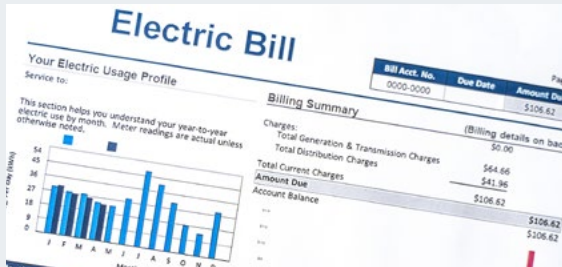 Electric Bill
Your Electric Usage Profile
Service to:
This section helps you understand your year-to-year
electric use by month. Meter readings are actual unless
otherwise noted.
54
45
36
27
18
9
0
J F M A M J J A S O N D
Bill Acct. No. Due Date Amount Du
0000-0000 $106.62
Billing Summary
(Billing details on bac
Charges: $0.00
Total Generation & Transmission Charges $64.66
Total Distribution Charges $41.96
Total Current Charges $106.62
Amount Due $106.62
Account Balance $106.62